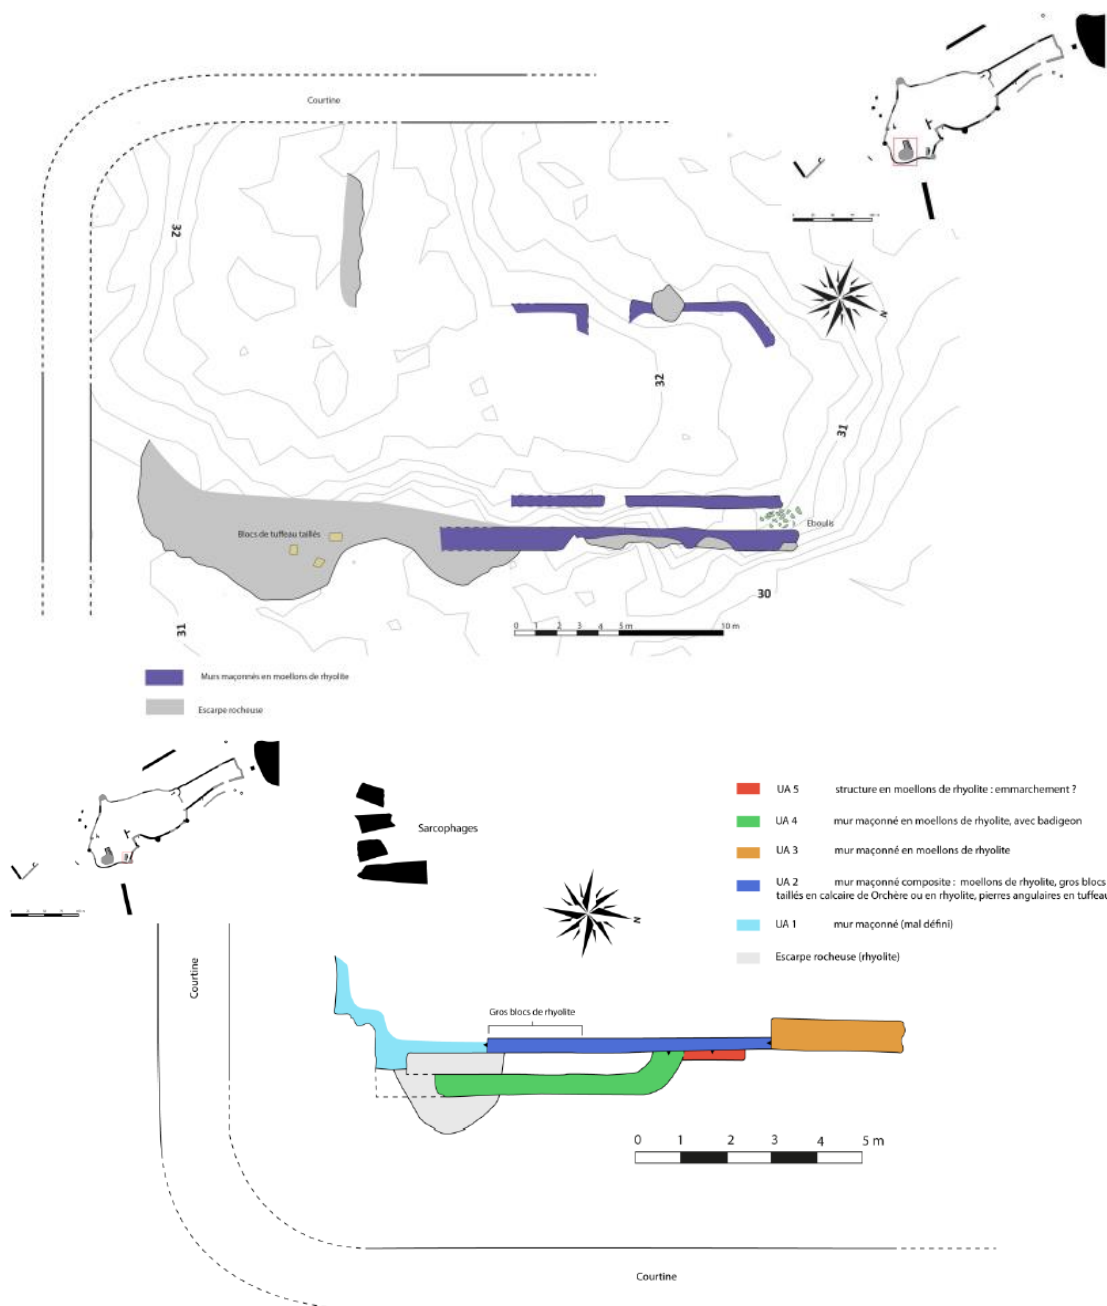 Courtine
32
N
32
31
Blocs de tuffeau taillés
Eboulis
30
31
0 1 2 3 4 5 m 10 m
Murs maçonnés en moellons de rhyolite
Escarpe rocheuse
Sarcophages
UA 5 structure en moellons de rhyolite : emmarchement ?
UA 4 mur maçonné en moellons de rhyolite, avec badigeon
UA 3 mur maçonné en moellons de rhyolite
UA 2 mur maçonné composite : moellons de rhyolite, gros blocs
taillés en calcaire de Orchère ou en rhyolite, pierres angulaires en tuffeau
UA 1 mur maçonné (mal défini)
Escarpe rocheuse (rhyolite)
N
Courtine
Gros blocs de rhyolite
0 1 2 3 4 5 m
Courtine